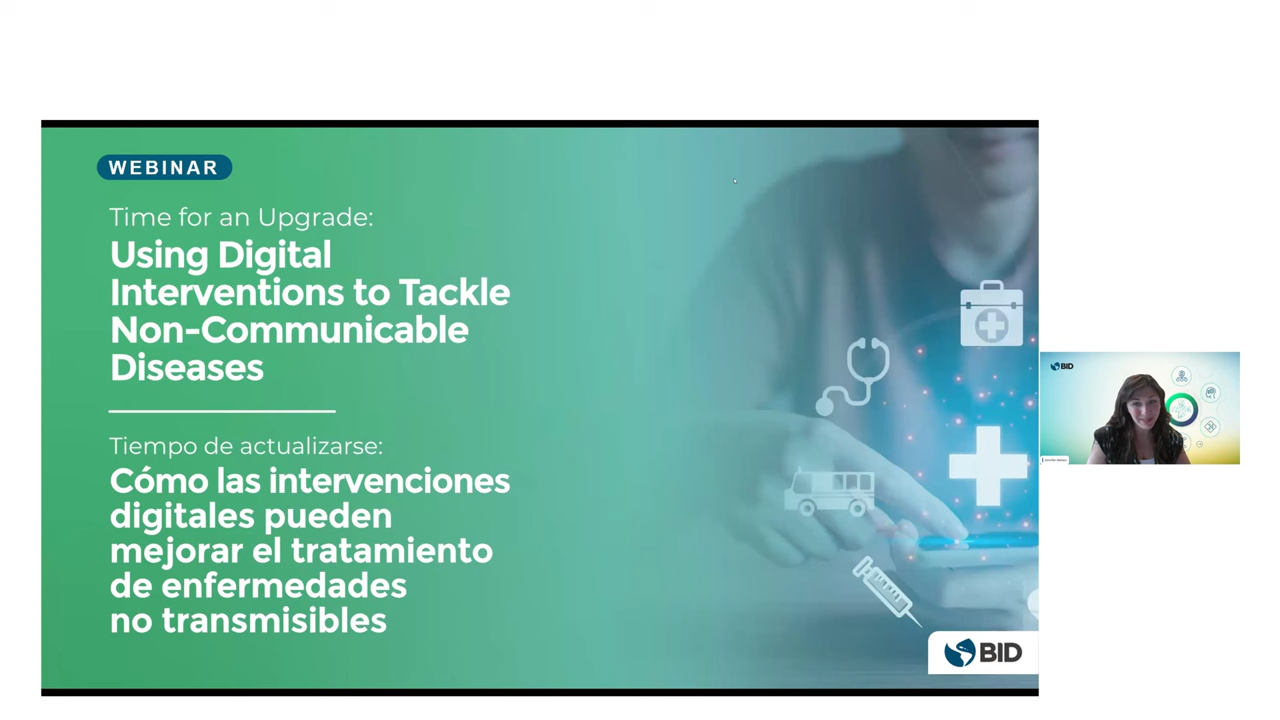 WEBINAR
Time for an Upgrade:
Using Digital
Interventions to Tackle
Non-Communicable
Diseases
Tiempo de actualizarse:
Cómo las intervenciones
digitales pueden
mejorar el tratamiento
de enfermedades
no transmisibles
BID
BID